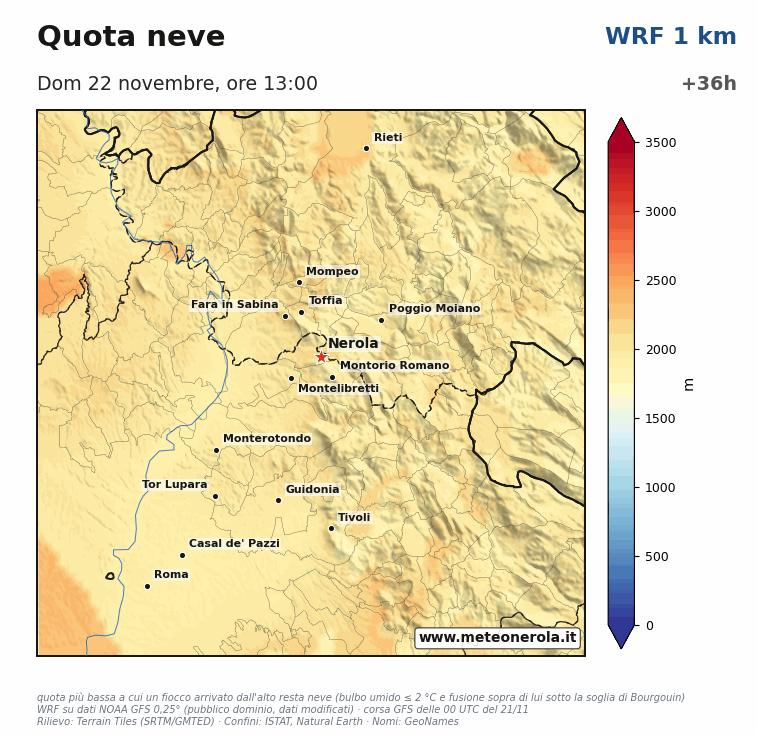 Quota neve
WRF 1 km
Dom 22 novembre, ore 13:00
+36h
Rieti
Mompeo
Toffia
Fara in Sabina
Poggio Moiano
Nerola
Montorio Romano
Montelibretti
Monterotondo
Tor Lupara
Guidonia
Tivoli
Casal de' Pazzi
Roma
www.meteonerola.it
3500
3000
2500
2000
1500
1000
500
0
m
quota più bassa a cui un fiocco arrivato dall'alto resta neve (bulbo umido ≤ 2 °C e fusione sopra di lui sotto la soglia di Bourgouin)
WRF su dati NOAA GFS 0,25° (pubblico dominio, dati modificati) · corsa GFS delle 00 UTC del 21/11
Rilievo: Terrain Tiles (SRTM/GMTED) · Confini: ISTAT, Natural Earth · Nomi: GeoNames